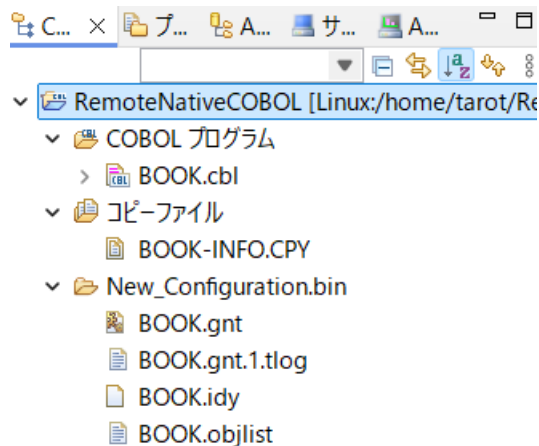 C... プ... A... サ... A...
RemoteNativeCOBOL [Linux:/home/tarot/Re
COBOL プログラム
BOOK.cbl
コピーファイル
BOOK-INFO.CPY
New_Configuration.bin
BOOK.gnt
BOOK.gnt.1.tlog
BOOK.idy
BOOK.objlist